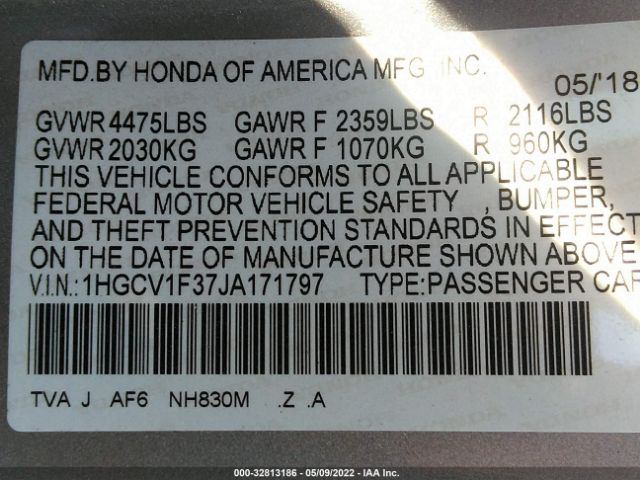 MFD.BY HONDA OF AMERICA MFG INC. 05/'18
GVWR 4475LBS GAWR F 2359LBS R 2116LBS
GVWR 2030KG GAWR F 1070KG R 960KG
THIS VEHICLE CONFORMS TO ALL APPLICABLE
FEDERAL MOTOR VEHICLE SAFETY , BUMPER,
AND THEFT PREVENTION STANDARDS IN EFFECT
ON THE DATE OF MANUFACTURE SHOWN ABOVE
V.I.N.:1HGCV1F37JA171797 TYPE:PASSENGER CAR
TVA J AF6 NH830M .Z .A
000-32813186 - 05/09/2022 - IAA Inc.